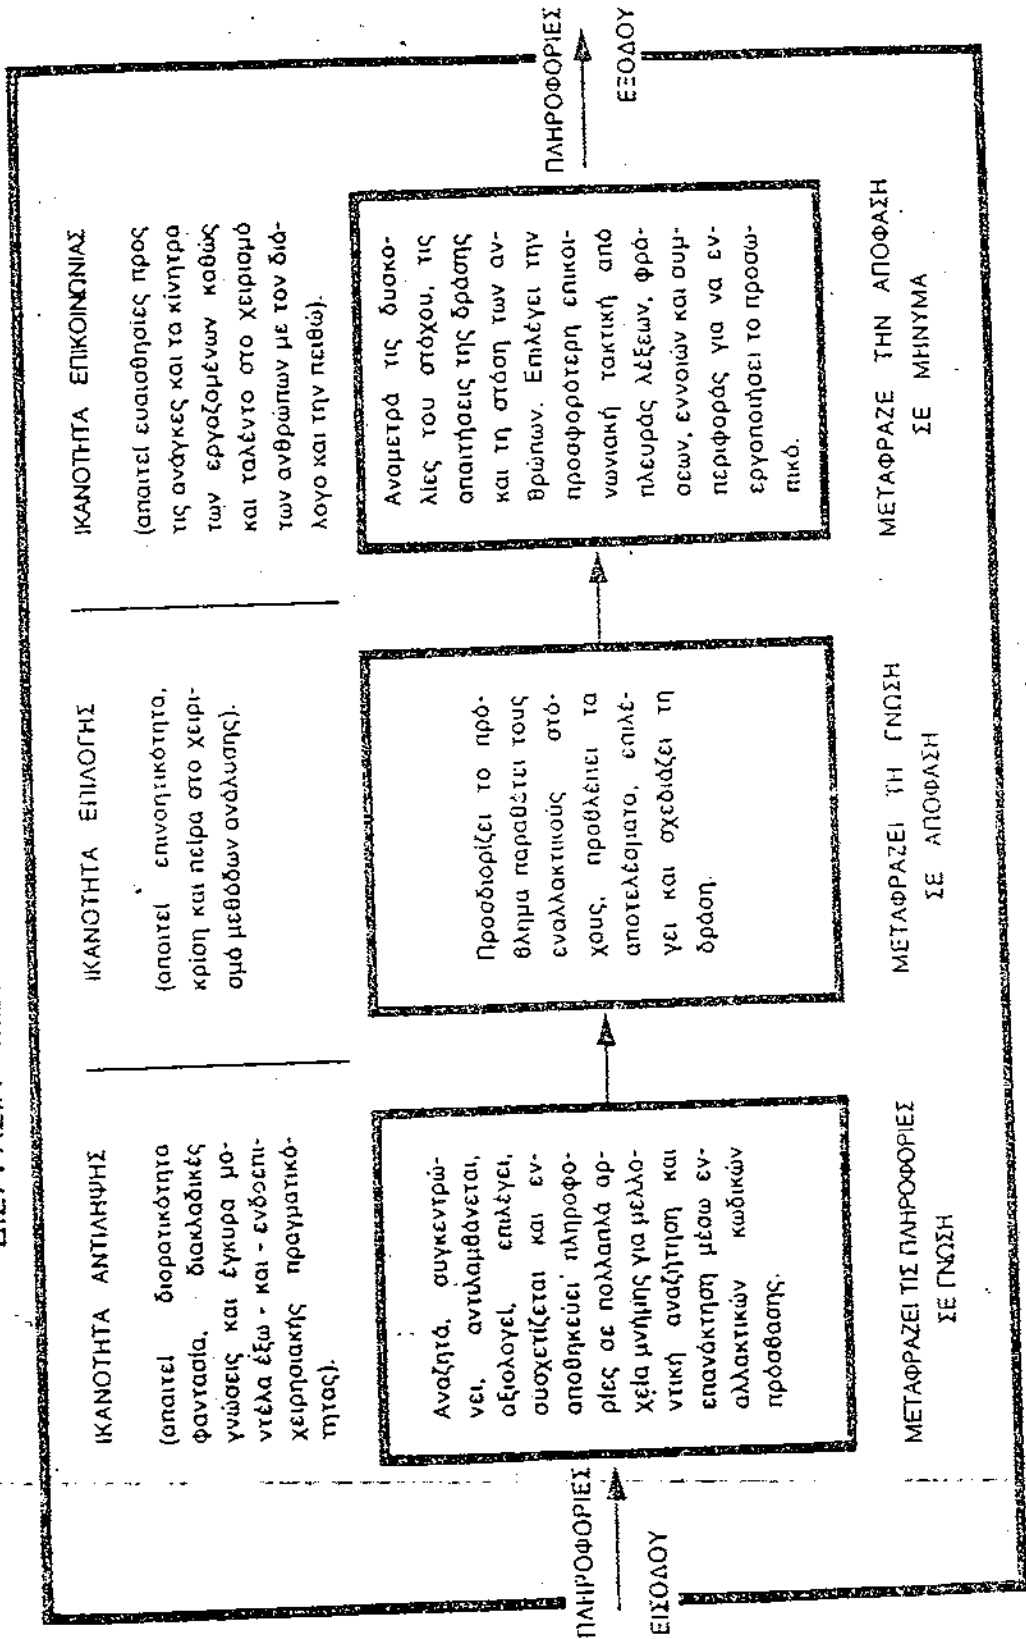 ΙΚΑΝΟΤΗΤΑ ΑΝΤΙΛΗΨΗΣ
(απαιτεί διορατικότητα
φαντασία, διακλαδικές
γνώσεις και έγκυρα μο-
ντέλα έξω - και - ενδοεπι-
χειρησιακής πραγματικό-
τητας).
ΙΚΑΝΟΤΗΤΑ ΕΠΙΛΟΓΗΣ
(απαιτεί επινοητικότητα,
κρίση και πείρα στο χειρι-
σμό μεθόδων ανάλυσης).
ΙΚΑΝΟΤΗΤΑ ΕΠΙΚΟΙΝΩΝΙΑΣ
(απαιτεί ευαισθησίες προς
τις ανάγκες και τα κίνητρα
των εργαζομένων καθώς
και ταλέντο στο χειρισμό
των ανθρώπων με τον διά-
λογο και την πειθώ).
ΠΛΗΡΟΦΟΡΙΕΣ
ΕΙΣΟΔΟΥ
Αναζητά, συγκεντρώ-
νει, αντιλαμβάνεται,
αξιολογεί, επιλέγει,
συσχετίζεται και εν-
αποθηκεύει πληροφο-
ρίες σε πολλαπλά αρ-
χεία μνήμης για μελλο-
ντική αναζήτηση και
επανάκτηση μέσω εν-
αλλακτικών κωδικών
πρόσβασης.
Προσδιορίζει το πρό-
βλημα παραθέτει τους
εναλλακτικούς στό-
χους, προβλέπει τα
αποτελέσματα, επιλέ-
γει και σχεδιάζει τη
δράση.
Αναμετρά τις δυσκο-
λίες του στόχου, τις
απαιτήσεις της δράσης
και τη στάση των αν-
θρώπων. Επιλέγει την
προσφορότερη επικοι-
νωνιακή τακτική από
πλευράς λέξεων, φρά-
σεων, εννοιών και συμ-
περιφοράς για να εν-
εργοποιήσει το προσω-
πικό.
ΠΛΗΡΟΦΟΡΙΕΣ
ΕΞΟΔΟΥ
ΜΕΤΑΦΡΑΖΕΙ ΤΙΣ ΠΛΗΡΟΦΟΡΙΕΣ
ΣΕ ΓΝΩΣΗ
ΜΕΤΑΦΡΑΖΕΙ ΤΗ ΓΝΩΣΗ
ΣΕ ΑΠΟΦΑΣΗ
ΜΕΤΑΦΡΑΖΕ ΤΗΝ ΑΠΟΦΑΣΗ
ΣΕ ΜΗΝΥΜΑ